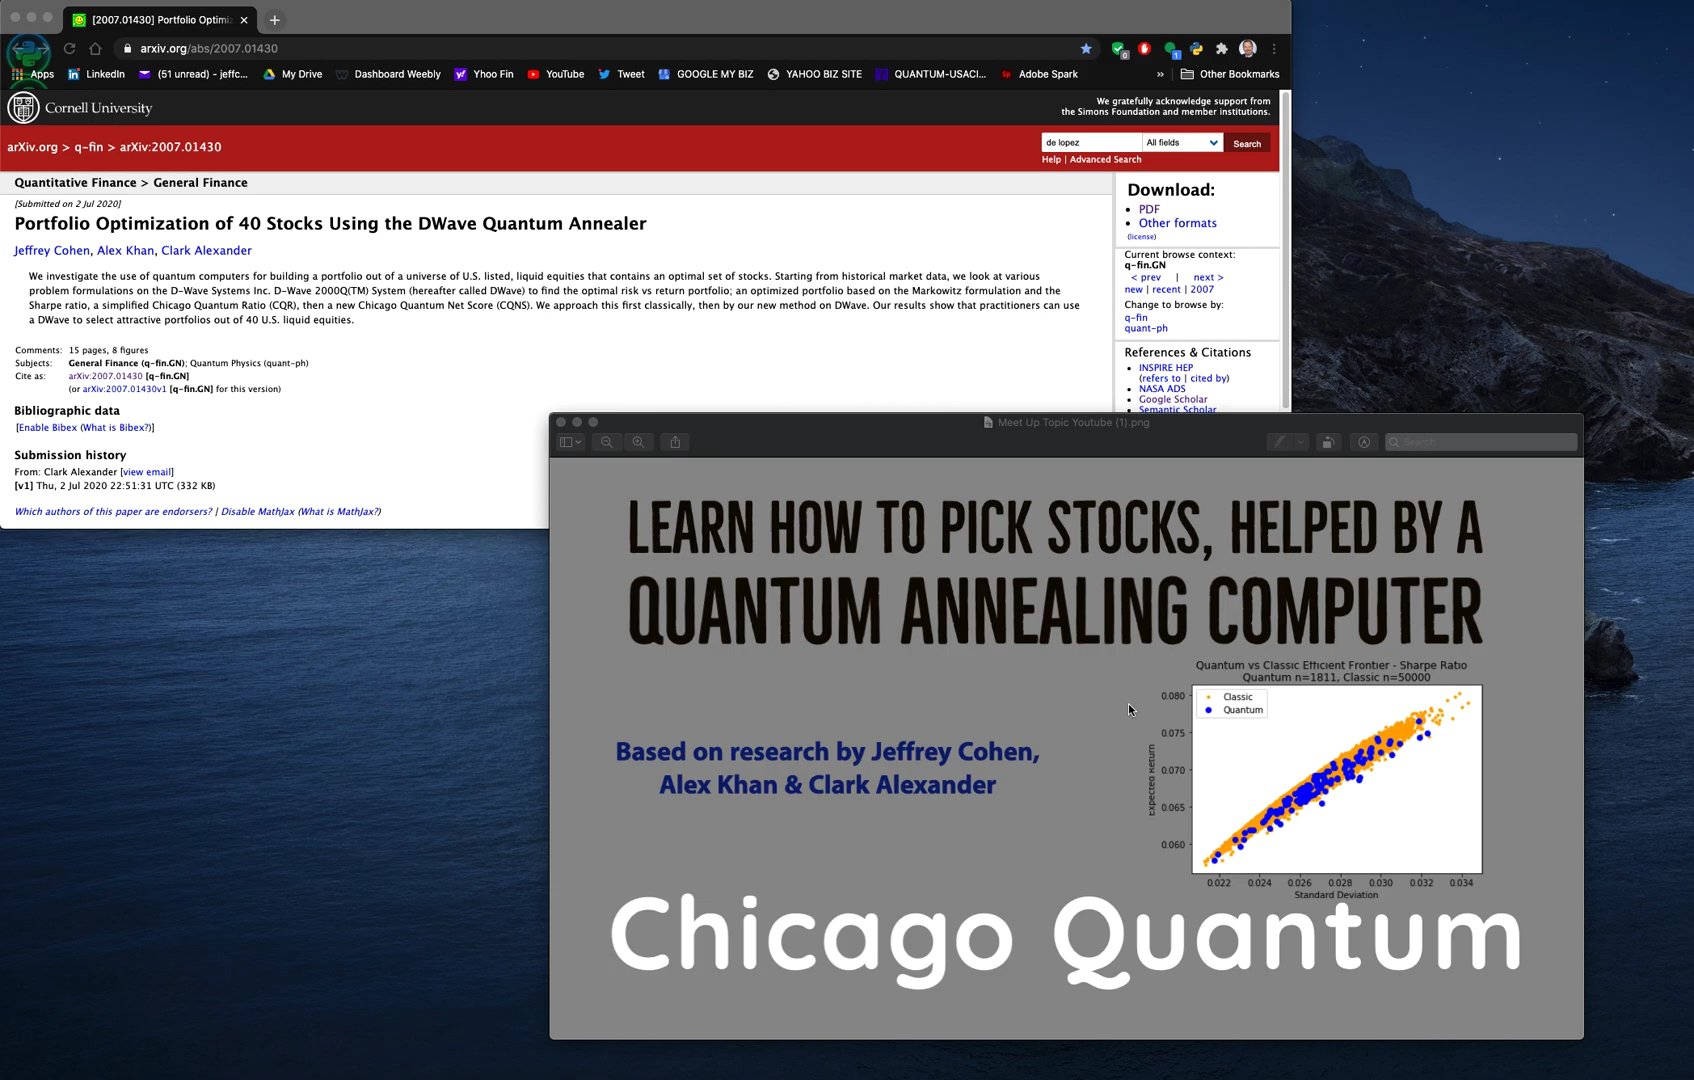 [2007.01430] Portfolio Optimiz
arxiv.org/abs/2007.01430
0
1
Apps
LinkedIn
(51 unread) - jeffc...
My Drive
Dashboard Weebly
Yhoo Fin
YouTube
Tweet
GOOGLE MY BIZ
YAHOO BIZ SITE
QUANTUM-USACI...
Adobe Spark
»
Other Bookmarks
Cornell University
We gratefully acknowledge support from
the Simons Foundation and member institutions.
arXiv.org > q-fin > arXiv:2007.01430
de lopez
All fields
Search
Help | Advanced Search
Quantitative Finance > General Finance
[Submitted on 2 Jul 2020]
Portfolio Optimization of 40 Stocks Using the DWave Quantum Annealer
Jeffrey Cohen, Alex Khan, Clark Alexander
We investigate the use of quantum computers for building a portfolio out of a universe of U.S. listed, liquid equities that contains an optimal set of stocks. Starting from historical market data, we look at various
problem formulations on the D-Wave Systems Inc. D-Wave 2000Q(TM) System (hereafter called DWave) to find the optimal risk vs return portfolio; an optimized portfolio based on the Markowitz formulation and the
Sharpe ratio, a simplified Chicago Quantum Ratio (CQR), then a new Chicago Quantum Net Score (CQNS). We approach this first classically, then by our new method on DWave. Our results show that practitioners can use
a DWave to select attractive portfolios out of 40 U.S. liquid equities.
Comments: 15 pages, 8 figures
Subjects: General Finance (q-fin.GN); Quantum Physics (quant-ph)
Cite as: arXiv:2007.01430 [q-fin.GN]
(or arXiv:2007.01430v1 [q-fin.GN] for this version)
Bibliographic data
[Enable Bibex (What is Bibex?)]
Submission history
From: Clark Alexander [view email]
[v1] Thu, 2 Jul 2020 22:51:31 UTC (332 KB)
Which authors of this paper are endorsers? | Disable MathJax (What is MathJax?)
Download:
PDF
Other formats
(license)
Current browse context:
q-fin.GN
< prev | next >
new | recent | 2007
Change to browse by:
q-fin
quant-ph
References & Citations
INSPIRE HEP
(refers to | cited by)
NASA ADS
Google Scholar
Semantic Scholar
Meet Up Topic Youtube (1).png
Search
LEARN HOW TO PICK STOCKS, HELPED BY A
QUANTUM ANNEALING COMPUTER
Based on research by Jeffrey Cohen,
Alex Khan & Clark Alexander
Quantum vs Classic Efficient Frontier - Sharpe Ratio
Quantum n=1811, Classic n=50000
Classic
Quantum
Expected Return
0.080
0.075
0.070
0.065
0.060
0.022 0.024 0.026 0.028 0.030 0.032 0.034
Standard Deviation
Chicago Quantum